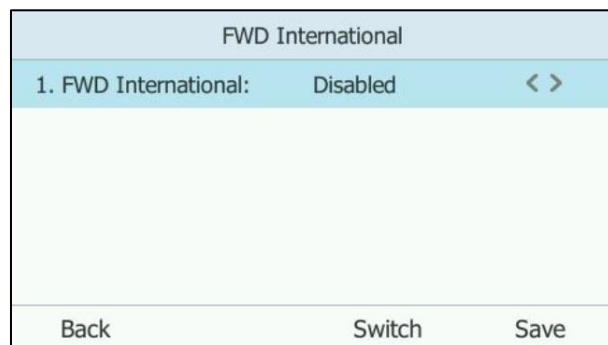 FWD International
1. FWD International: Disabled < >
Back Switch Save